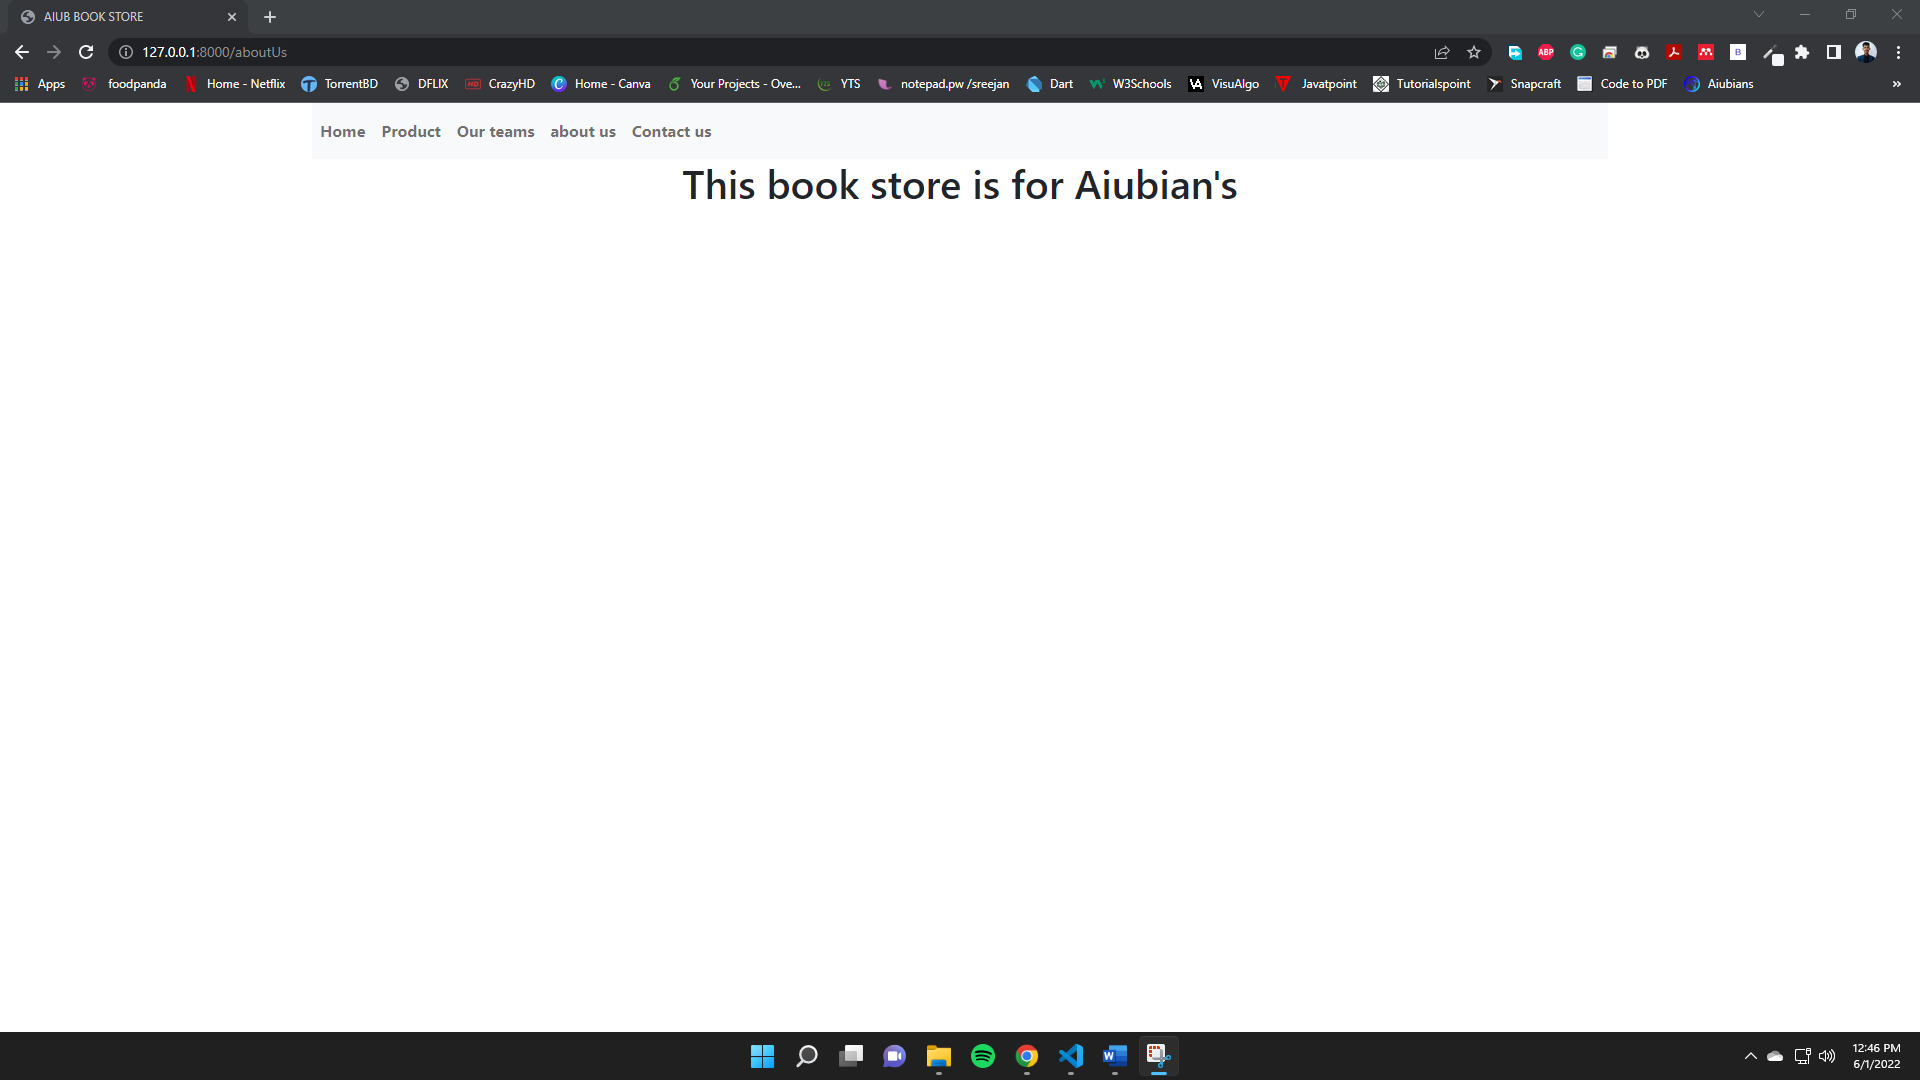 AIUB BOOK STORE
127.0.0.1:8000/aboutUs
ABP
Apps foodpanda Home - Netflix TorrentBD DFLIX CrazyHD Home - Canva Your Projects - Ove... YTS notepad.pw /sreejan Dart W3Schools VisuAlgo Javatpoint Tutorialspoint Snapcraft Code to PDF Aiubians »
Home Product Our teams about us Contact us
This book store is for Aiubian's
12:46 PM
6/1/2022